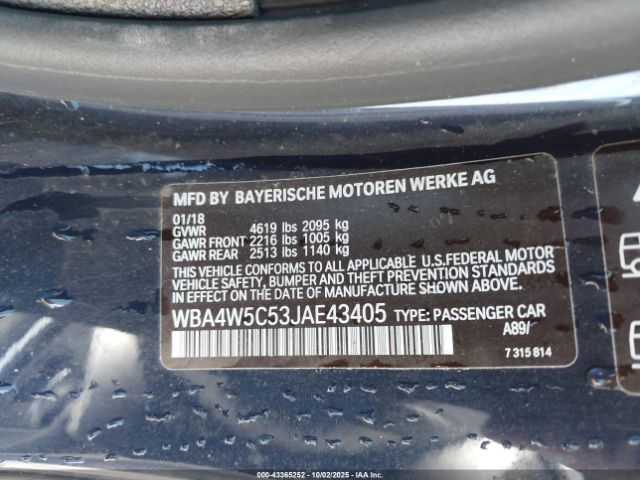 MFD BY BAYERISCHE MOTOREN WERKE AG
01/18
GVWR 4619 lbs 2095 kg
GAWR FRONT 2216 lbs 1005 kg
GAWR REAR 2513 lbs 1140 kg
THIS VEHICLE CONFORMS TO ALL APPLICABLE U.S.FEDERAL MOTOR
VEHICLE SAFETY, BUMPER AND THEFT PREVENTION STANDARDS
IN EFFECT ON THE DATE OF MANUFACTURE SHOWN ABOVE.
WBA4W5C53JAE43405 TYPE: PASSENGER CAR
A89/
7 315 814
000-43365252 | 10/02/2025 | Copyright © IAA, LLC.